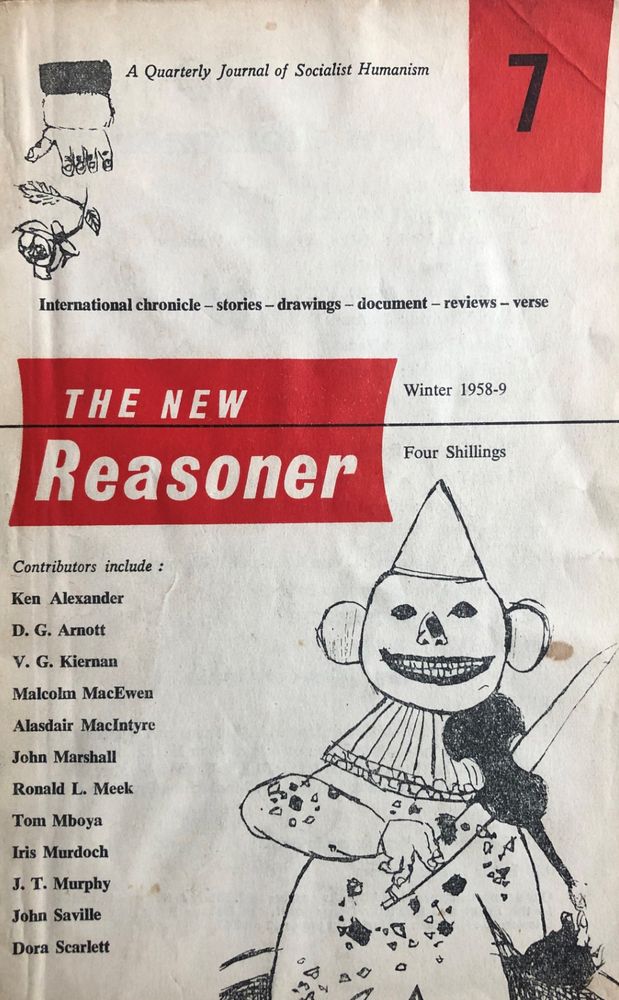 A Quarterly Journal of Socialist Humanism
7
International chronicle – stories – drawings – document – reviews – verse
THE NEW
Reasoner
Winter 1958-9
Four Shillings
Contributors include :
Ken Alexander
D. G. Arnott
V. G. Kiernan
Malcolm MacEwen
Alasdair MacIntyre
John Marshall
Ronald L. Meek
Tom Mboya
Iris Murdoch
J. T. Murphy
John Saville
Dora Scarlett